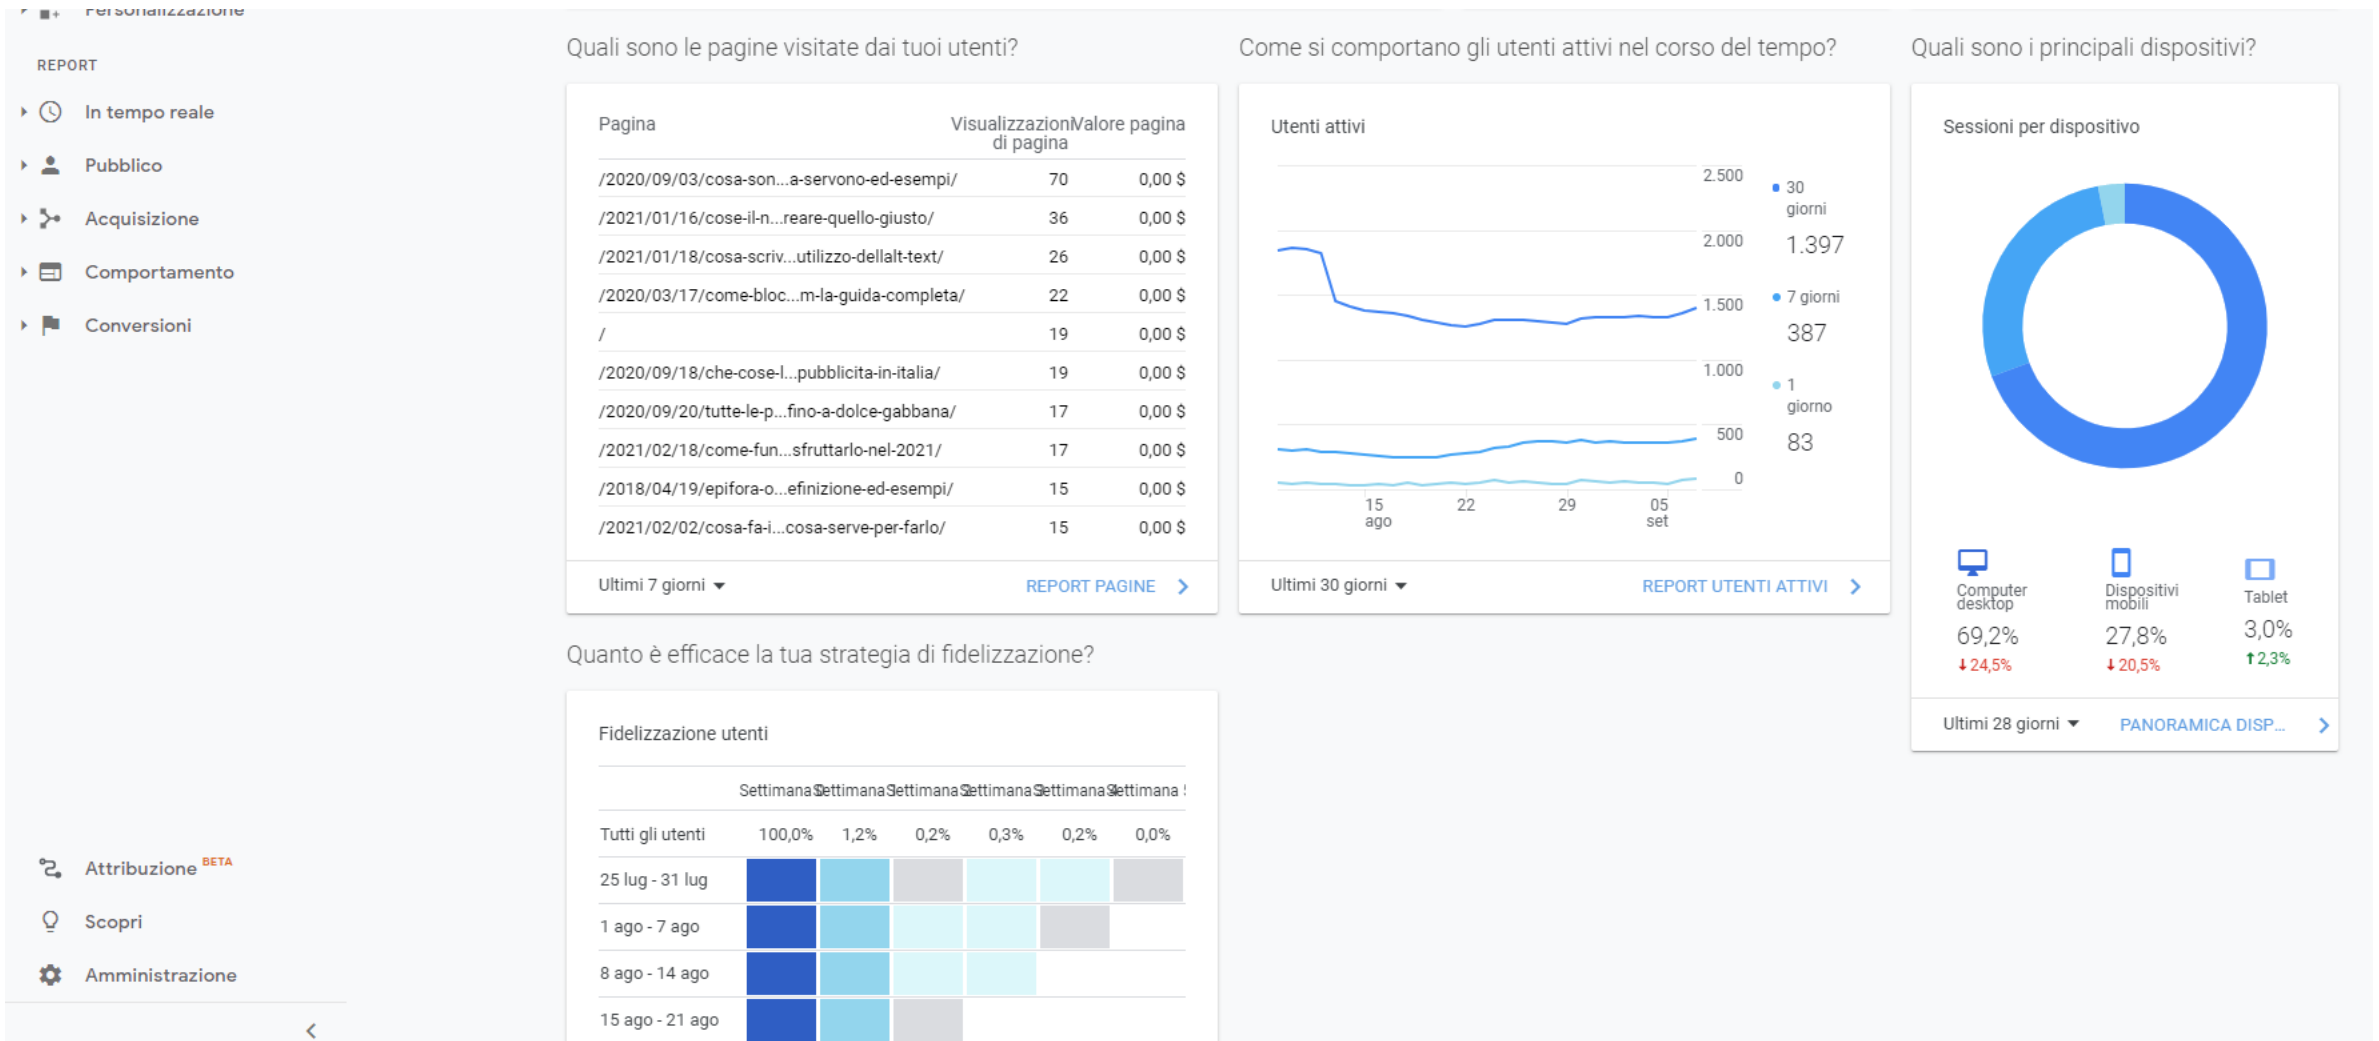 Personalizzazione
REPORT
In tempo reale
Pubblico
Acquisizione
Comportamento
Conversioni
Attribuzione BETA
Scopri
Amministrazione
Quali sono le pagine visitate dai tuoi utenti?
Pagina Visualizzazioni Valore pagina
di pagina
/2020/09/03/cosa-son...a-servono-ed-esempi/ 70 0,00 $
/2021/01/16/cose-il-n...reare-quello-giusto/ 36 0,00 $
/2021/01/18/cosa-scriv...utilizzo-dellalt-text/ 26 0,00 $
/2020/03/17/come-bloc...m-la-guida-completa/ 22 0,00 $
/ 19 0,00 $
/2020/09/18/che-cose-l...pubblicita-in-italia/ 19 0,00 $
/2020/09/20/tutte-le-p...fino-a-dolce-gabbana/ 17 0,00 $
/2021/02/18/come-fun...sfruttarlo-nel-2021/ 17 0,00 $
/2018/04/19/epifora-o...efinizione-ed-esempi/ 15 0,00 $
/2021/02/02/cosa-fa-i...cosa-serve-per-farlo/ 15 0,00 $
Ultimi 7 giorni REPORT PAGINE
Come si comportano gli utenti attivi nel corso del tempo?
Utenti attivi
2.500
2.000
1.500
1.000
500
0
15
ago
22
29
05
set
30
giorni
1.397
7 giorni
387
1
giorno
83
Ultimi 30 giorni REPORT UTENTI ATTIVI
Quali sono i principali dispositivi?
Sessioni per dispositivo
Computer
desktop
69,2%
24,5%
Dispositivi
mobili
27,8%
20,5%
Tablet
3,0%
2,3%
Ultimi 28 giorni PANORAMICA DISP...
Quanto è efficace la tua strategia di fidelizzazione?
Fidelizzazione utenti
Settimana 0 Settimana 1 Settimana 2 Settimana 3 Settimana 4 Settimana 5
Tutti gli utenti 100,0% 1,2% 0,2% 0,3% 0,2% 0,0%
25 lug - 31 lug
1 ago - 7 ago
8 ago - 14 ago
15 ago - 21 ago